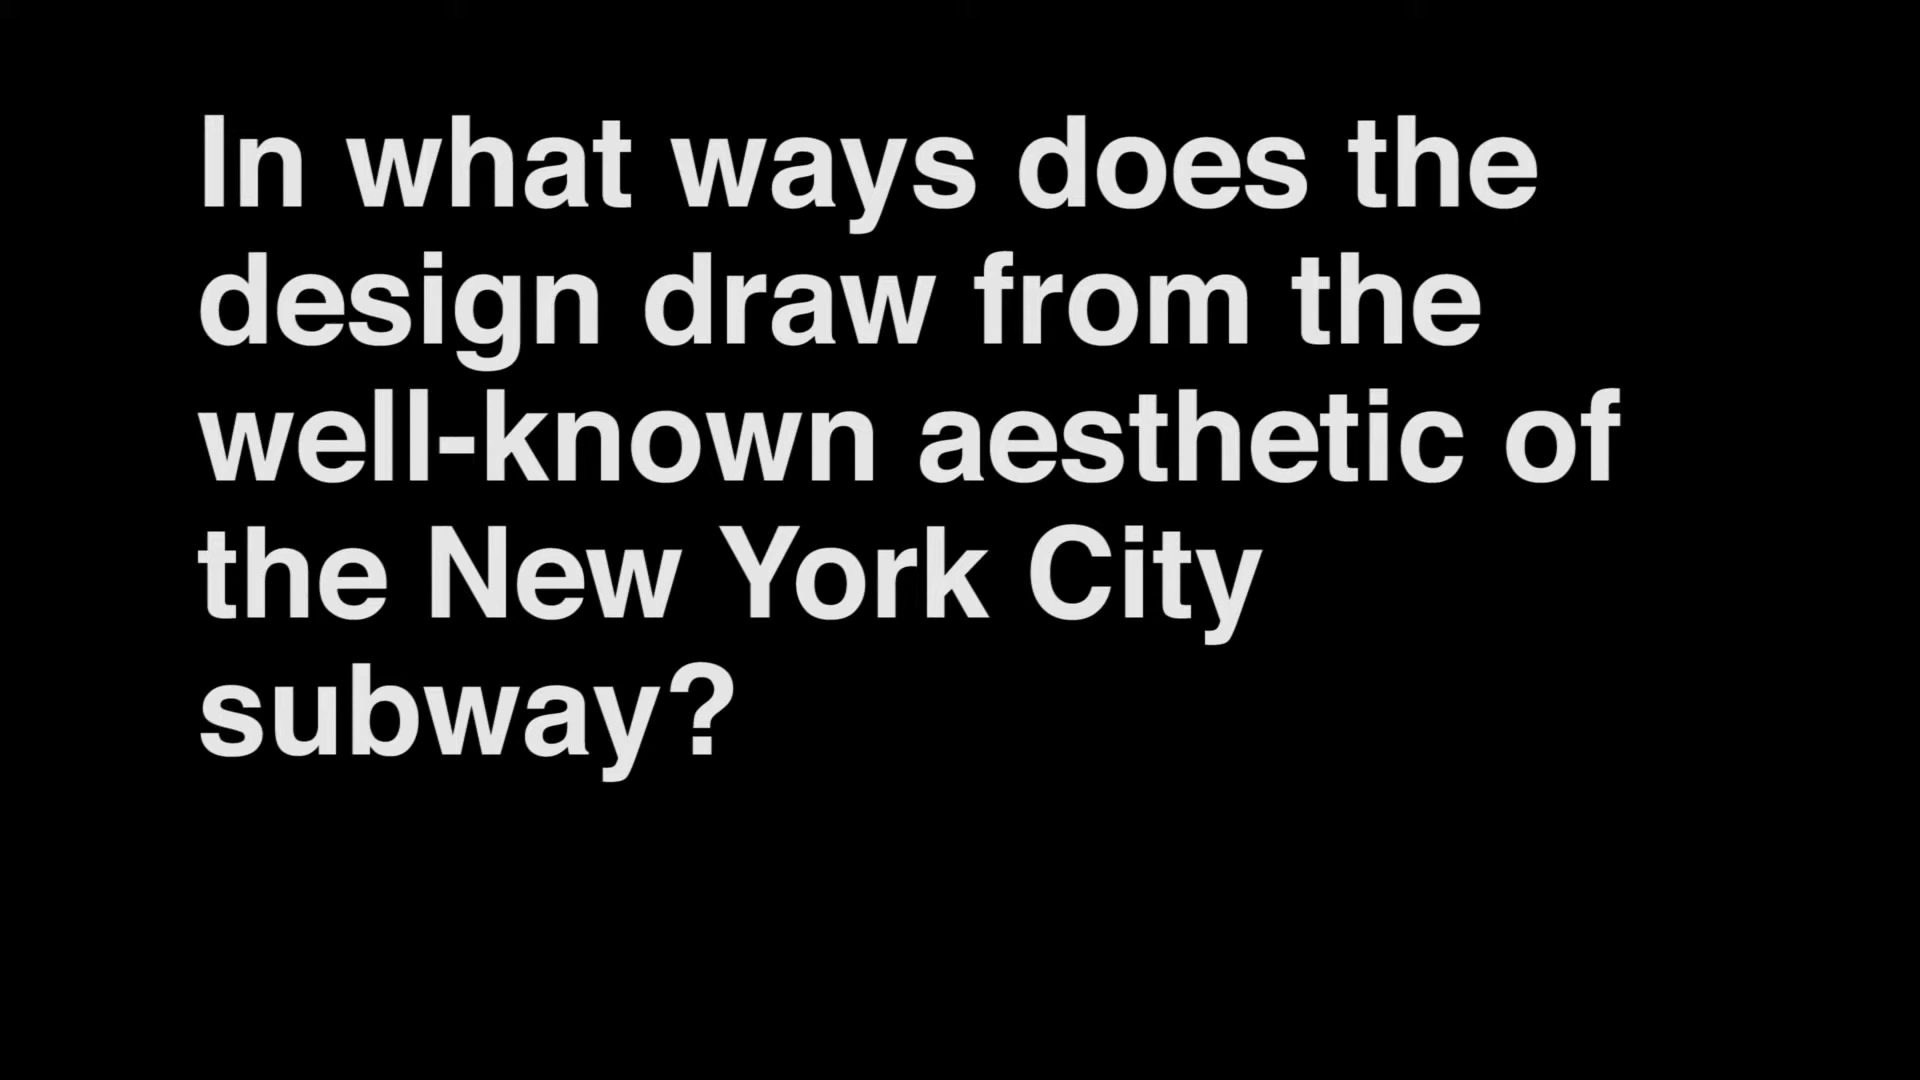 In what ways does the
design draw from the
well-known aesthetic of
the New York City
subway?